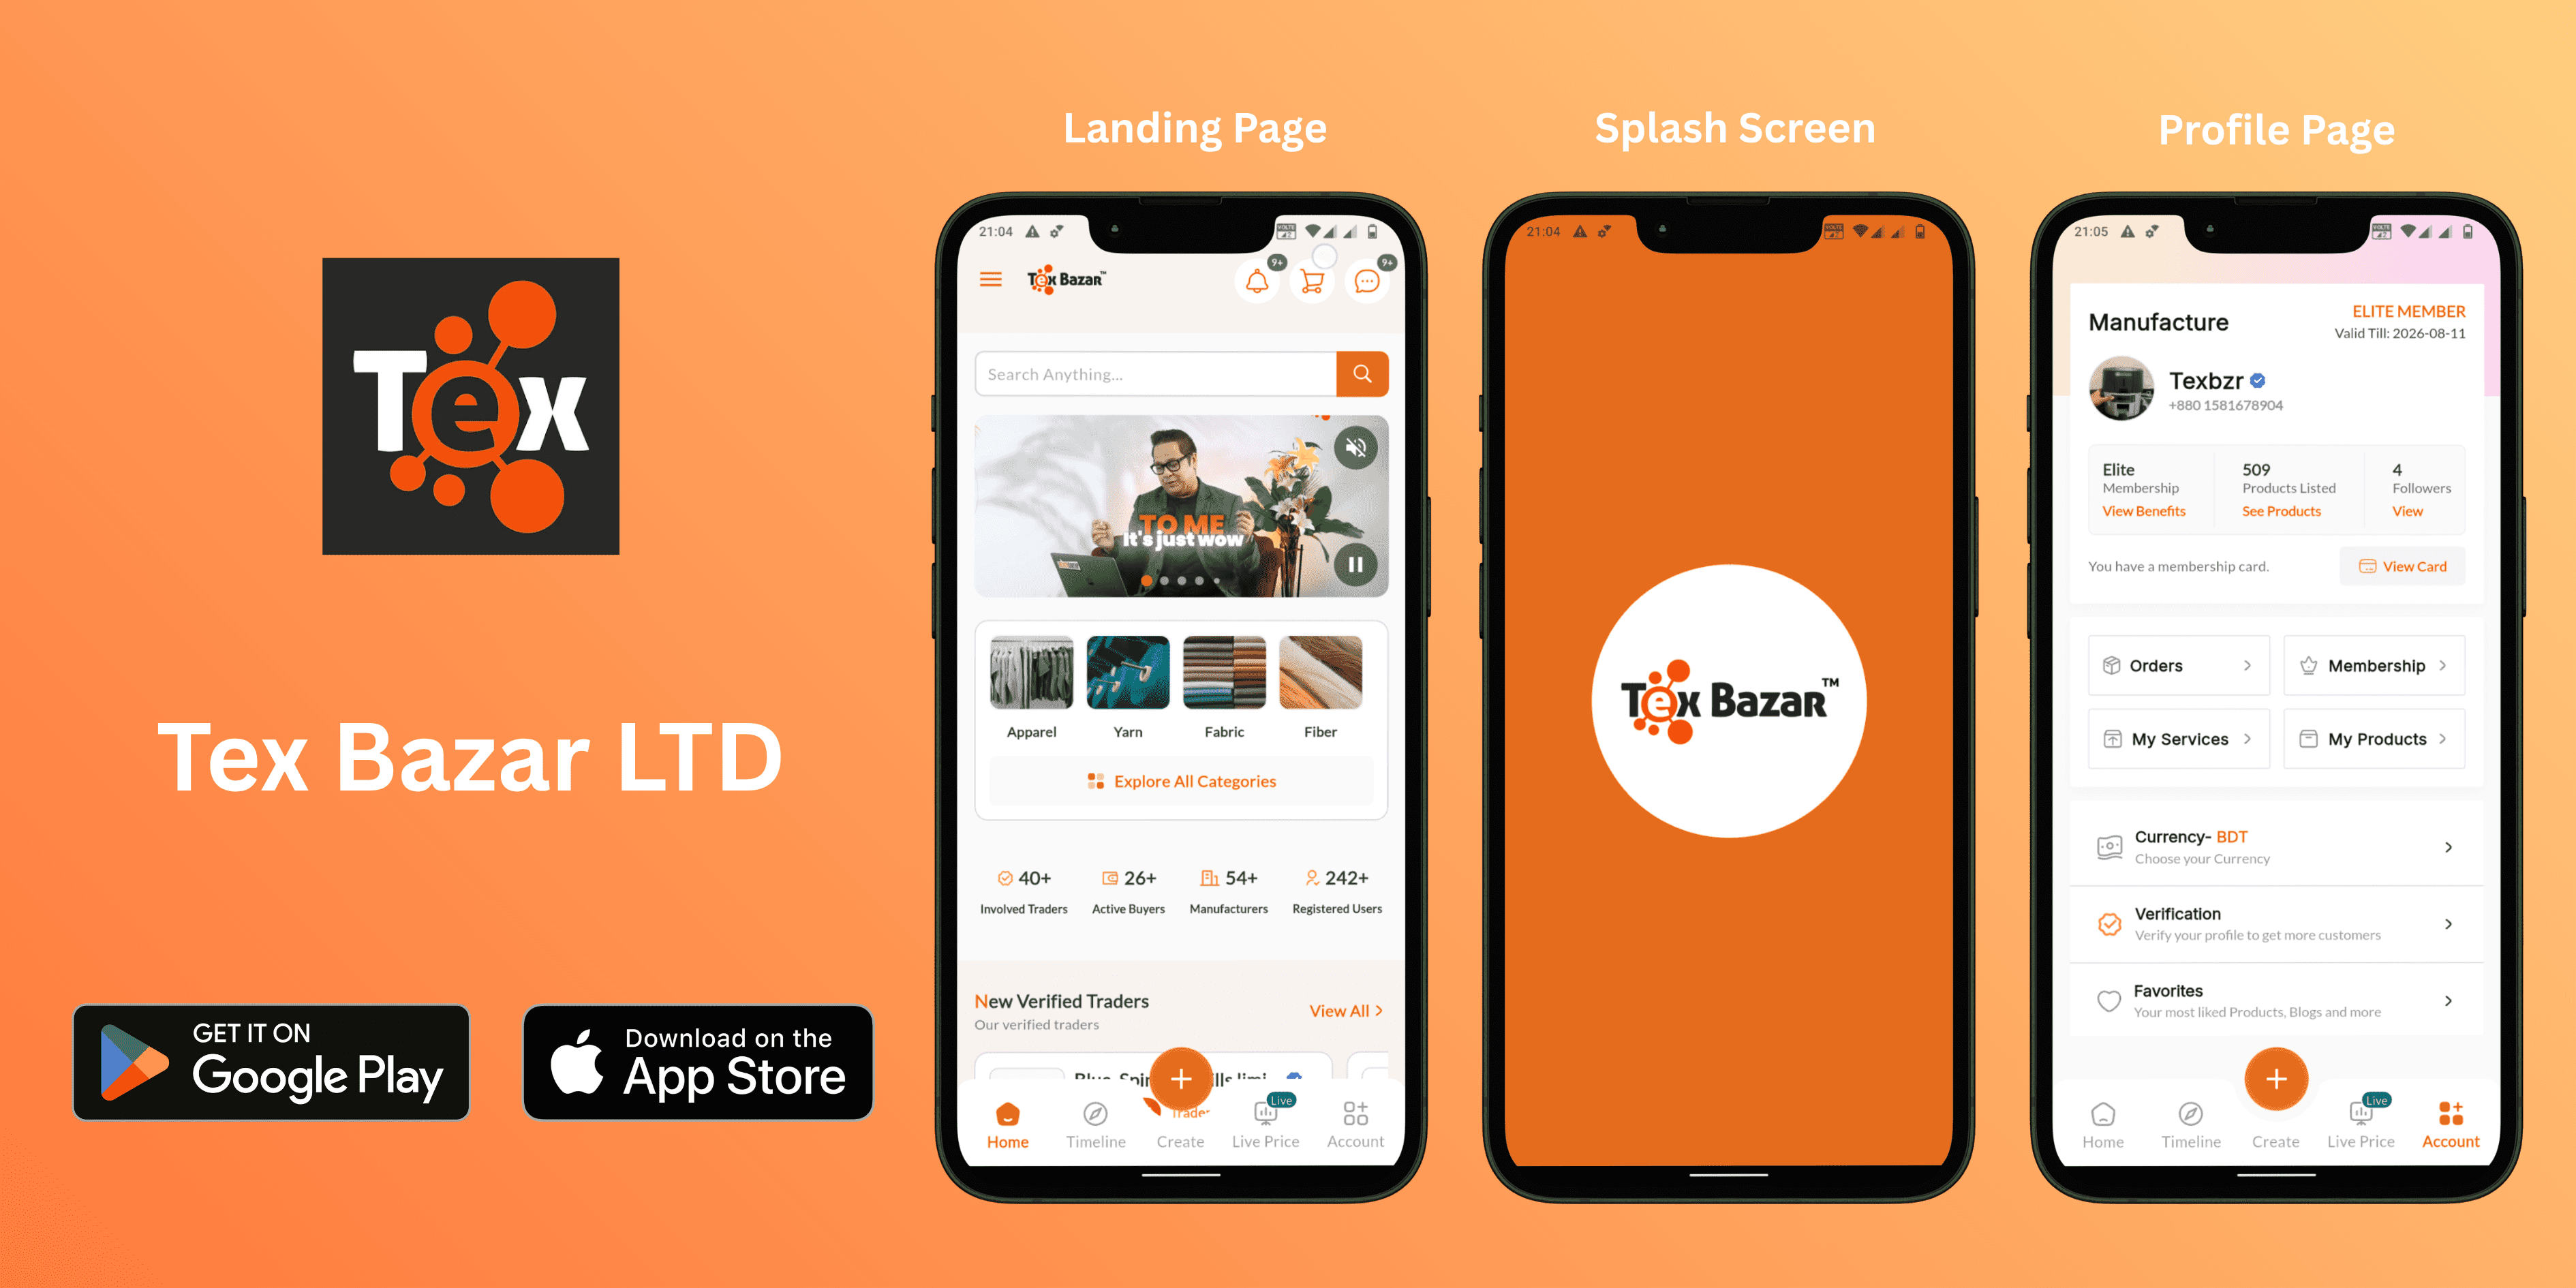 Tex
Tex Bazar LTD
GET IT ON
Google Play
Download on the
App Store
Landing Page
21:04
VOLTE
2
Tex Bazar™
9+
9+
Search Anything...
TO ME
it's just wow
Apparel
Yarn
Fabric
Fiber
Explore All Categories
40+
Involved Traders
26+
Active Buyers
54+
Manufacturers
242+
Registered Users
New Verified Traders
View All >
Our verified traders
Trader
Home
Timeline
Create
Live
Live Price
Account
Splash Screen
21:04
VOLTE
2
Tex Bazar™
Profile Page
21:05
VOLTE
2
Manufacture
ELITE MEMBER
Valid Till: 2026-08-11
Texbzr
+880 1581678904
Elite
Membership
View Benefits
509
Products Listed
See Products
4
Followers
View
You have a membership card.
View Card
Orders
Membership
My Services
My Products
Currency- BDT
Choose your Currency
Verification
Verify your profile to get more customers
Favorites
Your most liked Products, Blogs and more
Home
Timeline
Create
Live
Live Price
Account